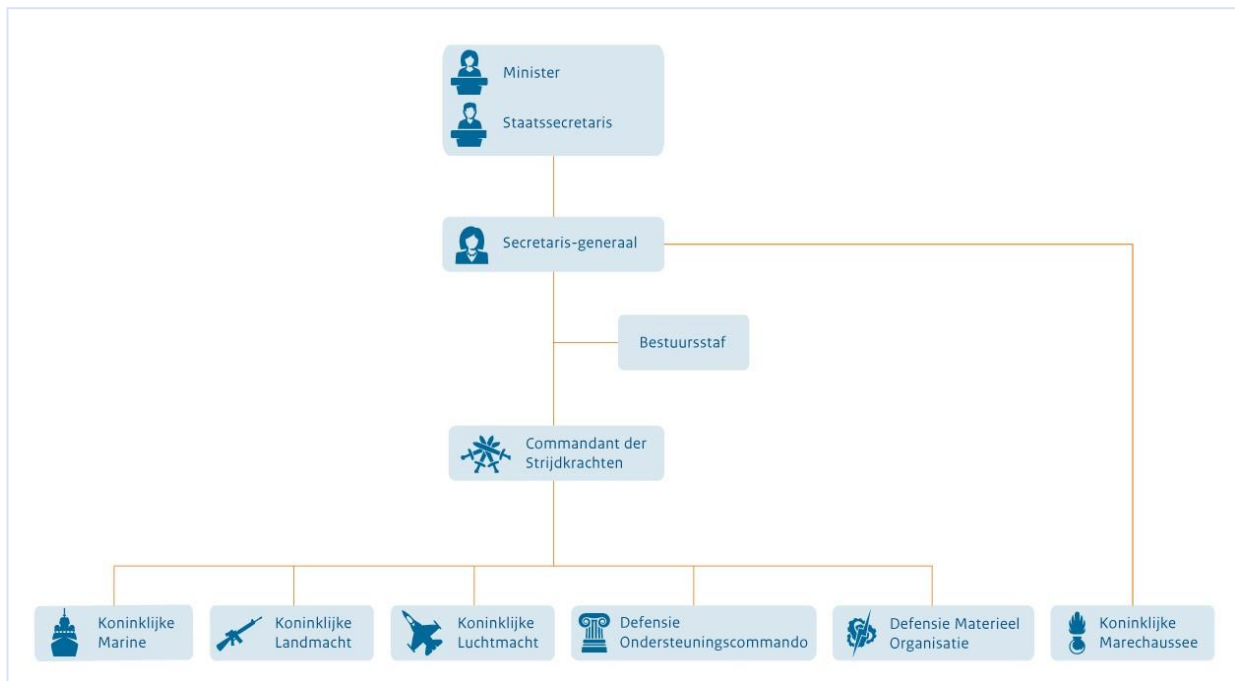 Minister
Staatssecretaris
Secretaris-generaal
Bestuursstaf
Commandant der
Strijdkrachten
Koninklijke
Marine
Koninklijke
Landmacht
Koninklijke
Luchtmacht
Defensie
Ondersteuningscommando
Defensie Materieel
Organisatie
Koninklijke
Marechaussee